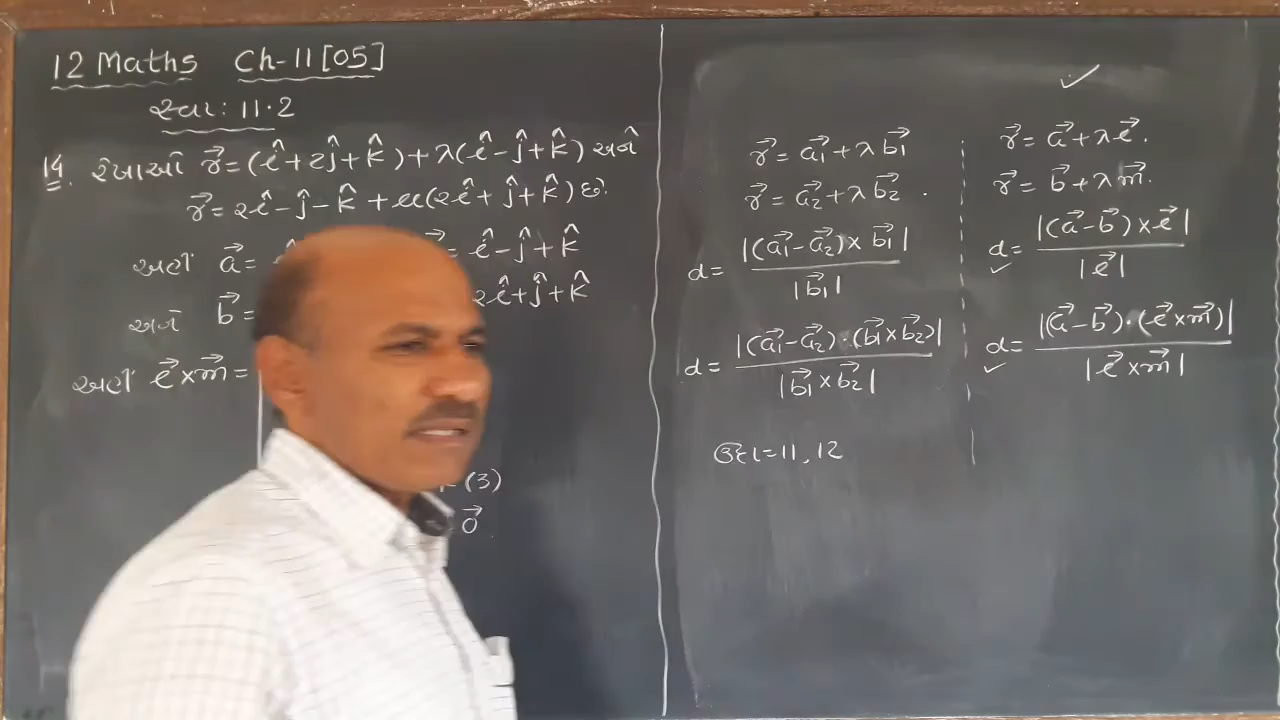 12 Maths Ch-11 [05]
સ્વા: 11.2
14 રેખાઓ r⃗ = (î + 2ĵ + k̂) + λ(î - ĵ + k̂) અને
r⃗ = 2î - ĵ - k̂ + μ(2î + ĵ + k̂) છે.
અહીં a⃗ = = î - ĵ + k̂
અને b⃗ = 2î + ĵ + k̂
અહીં l⃗ × m⃗ =
(3)
0⃗
r⃗ = a⃗₁ + λ b⃗₁
r⃗ = a⃗₂ + λ b⃗₂ .
d = |(a⃗₁ - a⃗₂) × b⃗₁| / |b⃗₁|
d = |(a⃗₁ - a⃗₂) · (b⃗₁ × b⃗₂)| / |b⃗₁ × b⃗₂|
ઉદા = 11, 12
✓
r⃗ = a⃗ + λ l⃗ .
r⃗ = b⃗ + λ m⃗ .
d = |(a⃗ - b⃗) × l⃗| / |l⃗|
✓
d = |(a⃗ - b⃗) · (l⃗ × m⃗)| / |l⃗ × m⃗|
✓